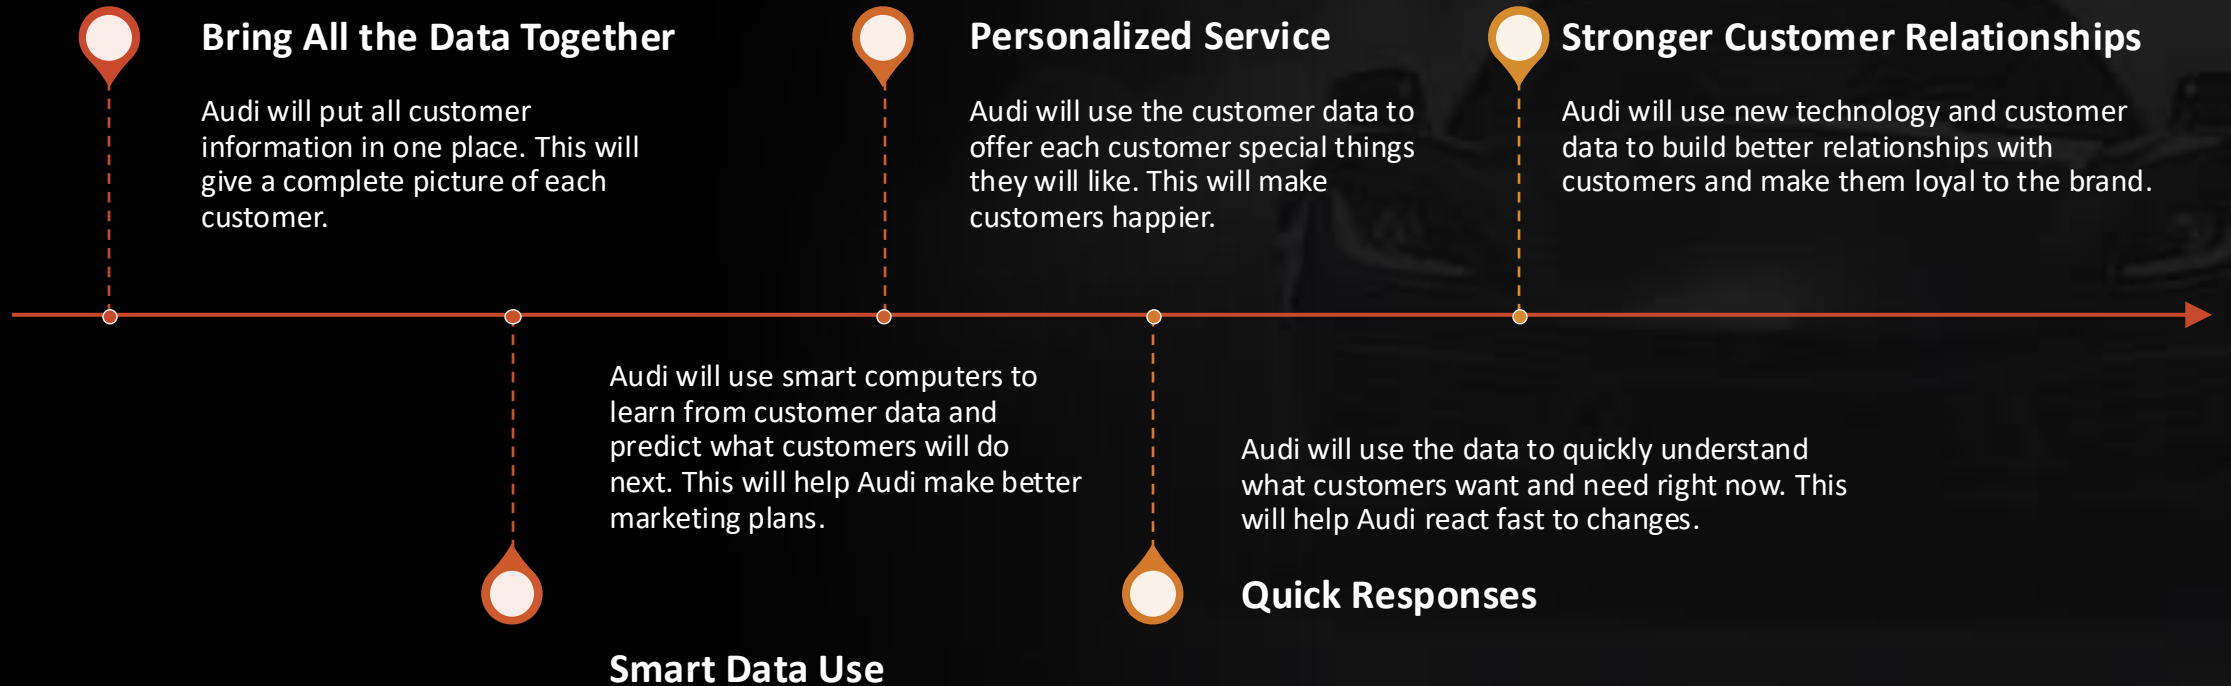 Bring All the Data Together
Audi will put all customer
information in one place. This will
give a complete picture of each
customer.
Audi will use smart computers to
learn from customer data and
predict what customers will do
next. This will help Audi make better
marketing plans.
Smart Data Use
Personalized Service
Audi will use the customer data to
offer each customer special things
they will like. This will make
customers happier.
Audi will use the data to quickly understand
what customers want and need right now. This
will help Audi react fast to changes.
Quick Responses
Stronger Customer Relationships
Audi will use new technology and customer
data to build better relationships with
customers and make them loyal to the brand.